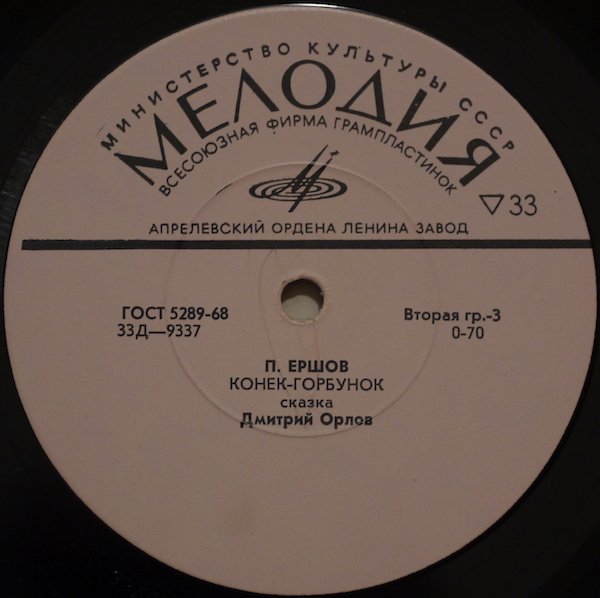 МИНИСТЕРСТВО КУЛЬТУРЫ СССР
МЕЛОДИЯ
ВСЕСОЮЗНАЯ ФИРМА ГРАМПЛАСТИНОК
33
АПРЕЛЕВСКИЙ ОРДЕНА ЛЕНИНА ЗАВОД
ГОСТ 5289-68
33Д—9337
Вторая гр.-3
0-70
П. ЕРШОВ
КОНЕК-ГОРБУНОК
сказка
Дмитрий Орлов